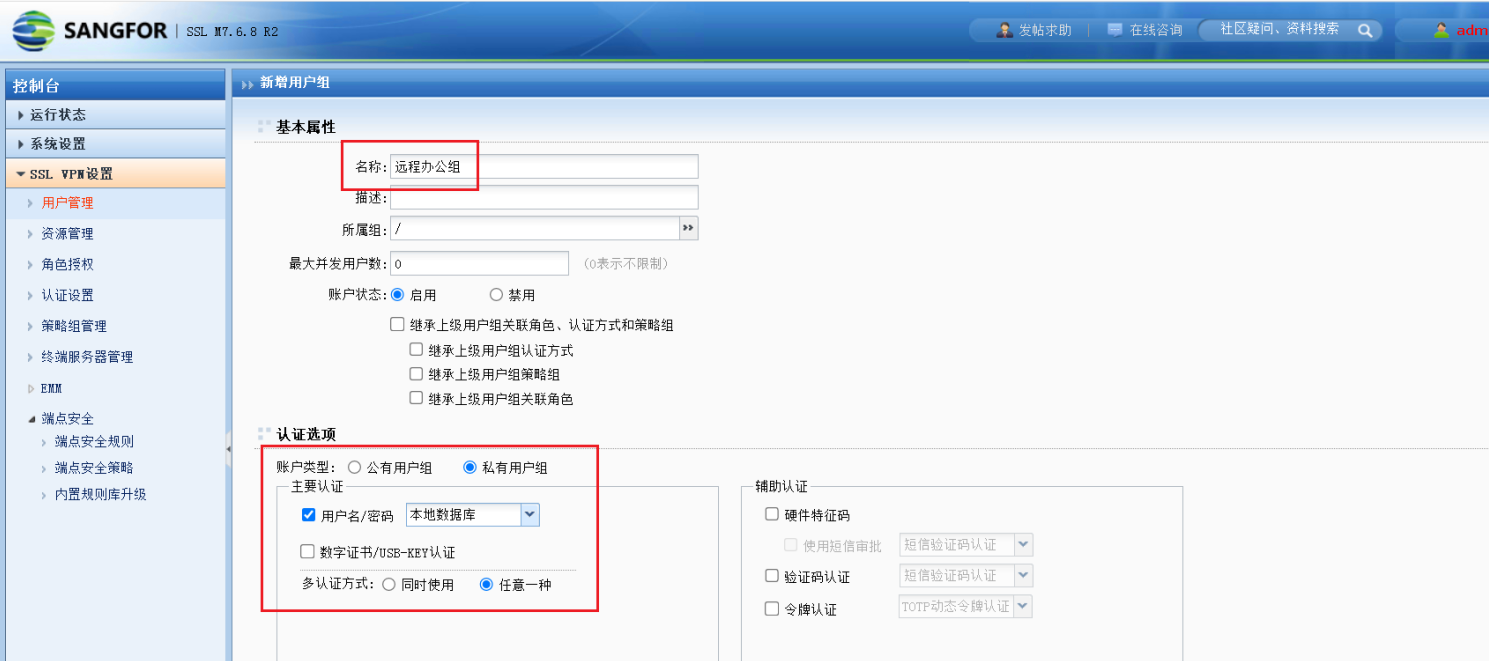 SANGFOR | SSL M7.6.8 R2
发帖求助 | 在线咨询 社区疑问、资料搜索 adm
控制台
运行状态
系统设置
SSL VPN设置
用户管理
资源管理
角色授权
认证设置
策略组管理
终端服务器管理
EMM
端点安全
端点安全规则
端点安全策略
内置规则库升级
新增用户组
基本属性
名称: 远程办公组
描述:
所属组: /
最大并发用户数: 0 (0表示不限制)
账户状态: 启用 禁用
继承上级用户组关联角色、认证方式和策略组
继承上级用户组认证方式
继承上级用户组策略组
继承上级用户组关联角色
认证选项
账户类型: 公有用户组 私有用户组
主要认证
用户名/密码 本地数据库
数字证书/USB-KEY认证
多认证方式: 同时使用 任意一种
辅助认证
硬件特征码
使用短信审批 短信验证码认证
验证码认证 短信验证码认证
令牌认证 TOTP动态令牌认证